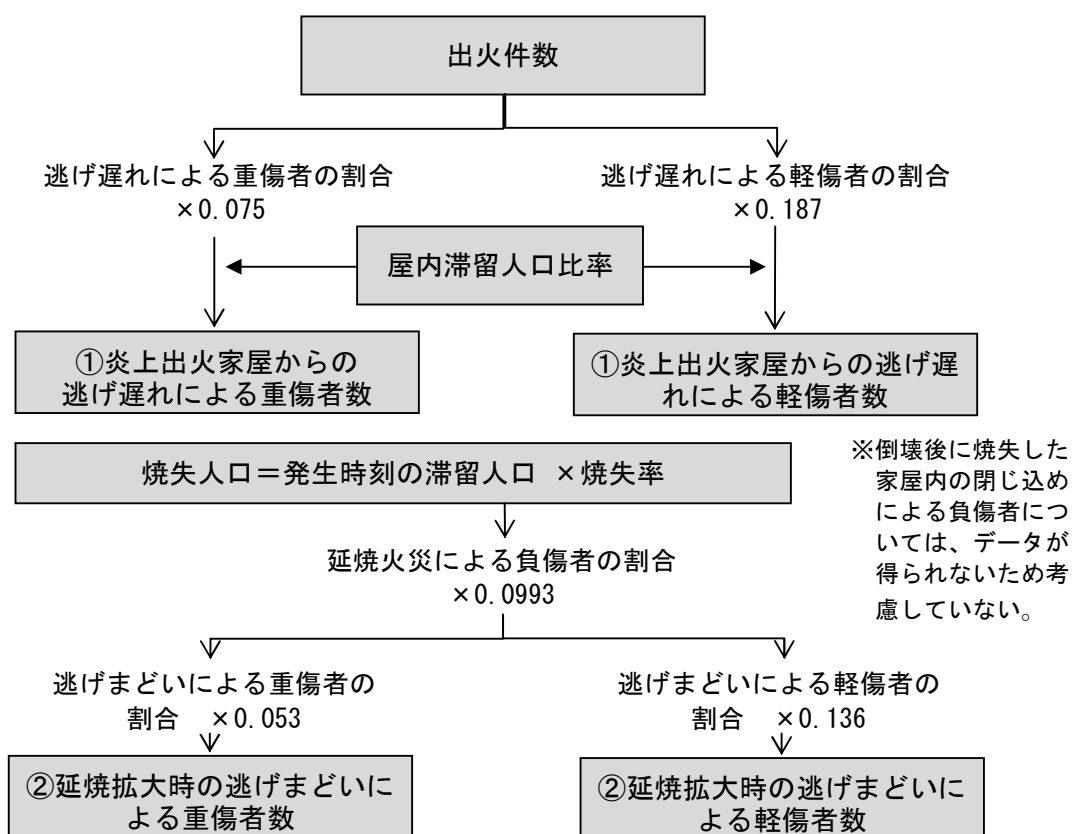 出火件数
逃げ遅れによる重傷者の割合
×0.075
逃げ遅れによる軽傷者の割合
×0.187
屋内滞留人口比率
①炎上出火家屋からの
逃げ遅れによる重傷者数
①炎上出火家屋からの逃げ遅
れによる軽傷者数
焼失人口＝発生時刻の滞留人口 ×焼失率
※倒壊後に焼失した
家屋内の閉じ込め
による負傷者につ
いては、データが
得られないため考
慮していない。
延焼火災による負傷者の割合
×0.0993
逃げまどいによる重傷者の
割合 ×0.053
逃げまどいによる軽傷者の
割合 ×0.136
②延焼拡大時の逃げまどいに
よる重傷者数
②延焼拡大時の逃げまどいに
よる軽傷者数